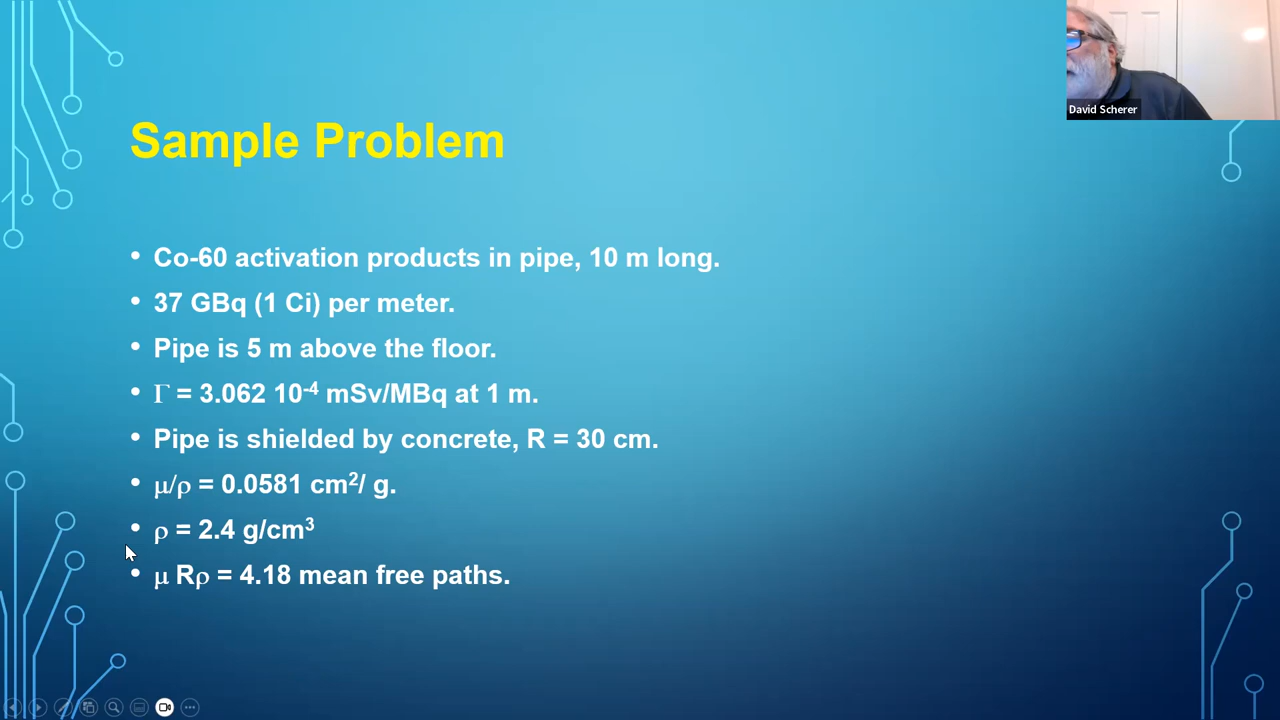 David Scherer
Sample Problem
• Co-60 activation products in pipe, 10 m long.
• 37 GBq (1 Ci) per meter.
• Pipe is 5 m above the floor.
• Γ = 3.062 10⁻⁴ mSv/MBq at 1 m.
• Pipe is shielded by concrete, R = 30 cm.
• μ/ρ = 0.0581 cm²/ g.
• ρ = 2.4 g/cm³
• μ Rρ = 4.18 mean free paths.